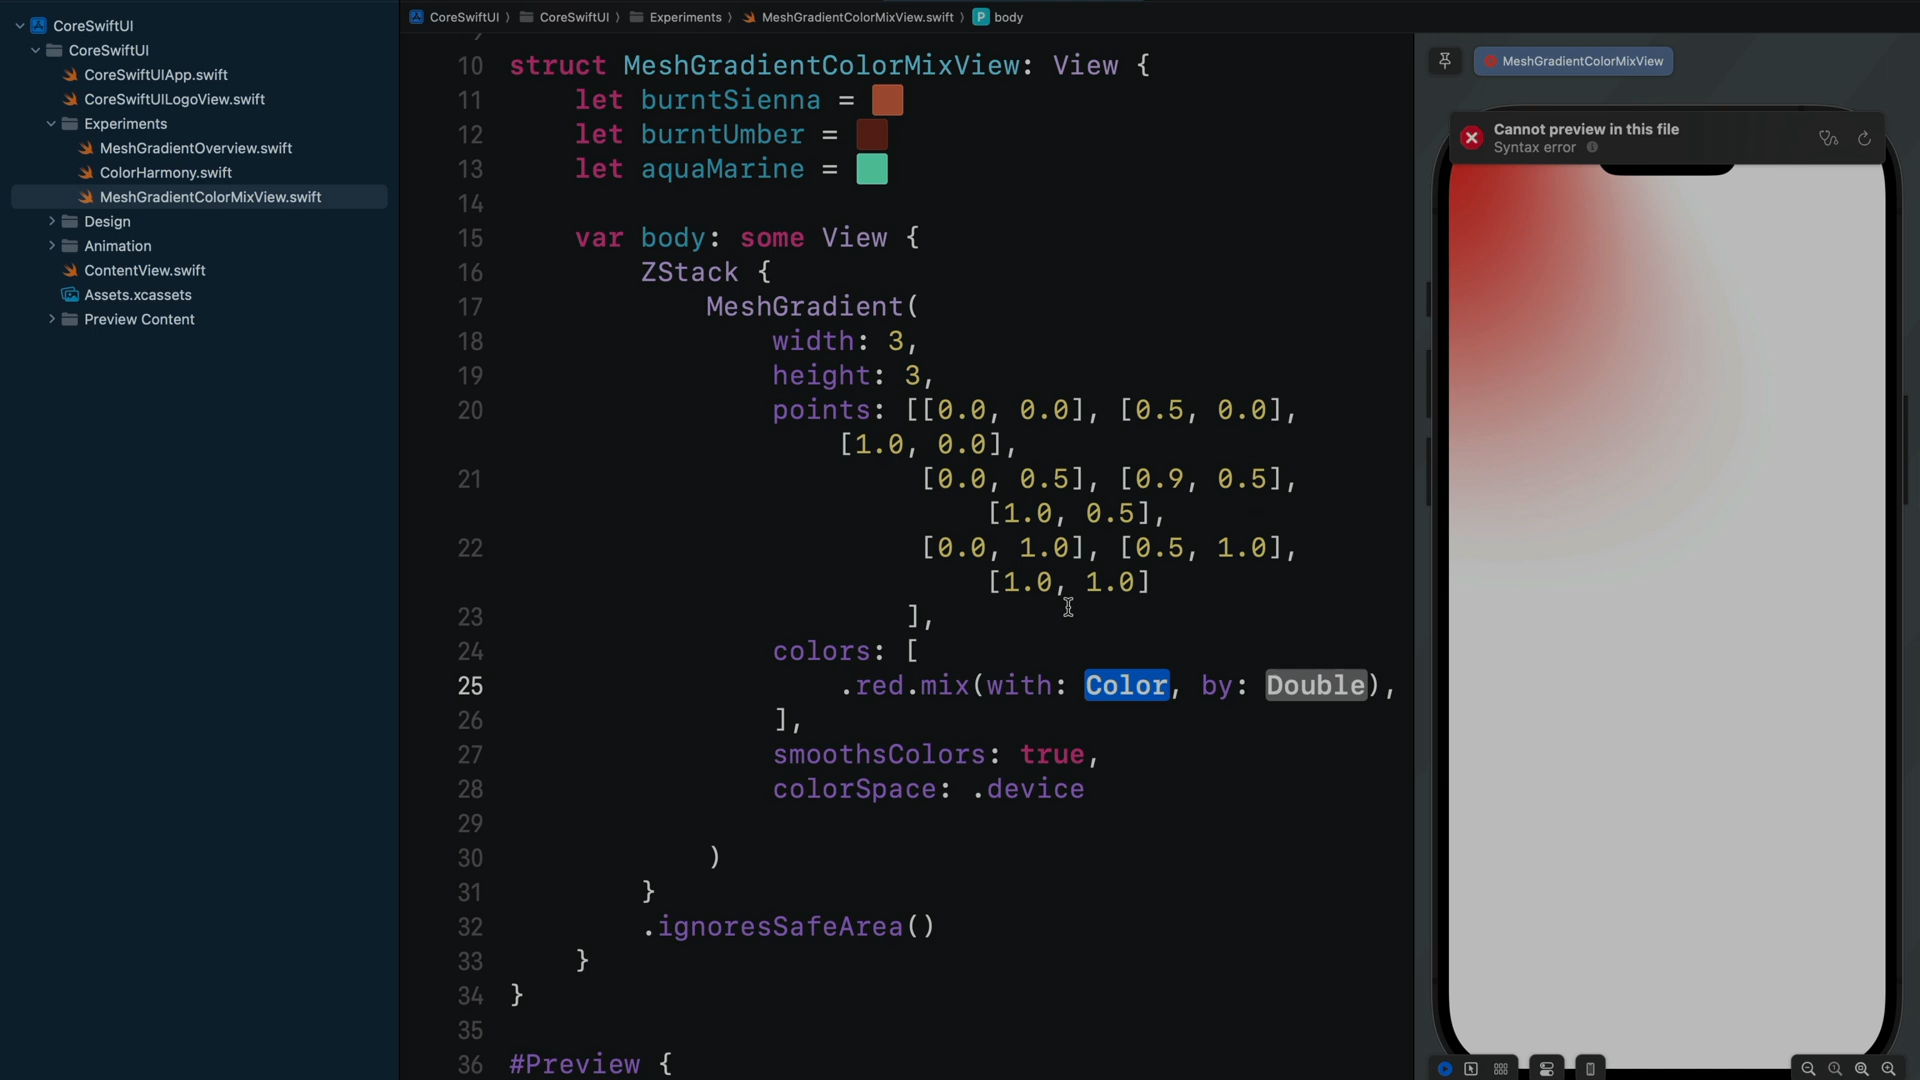 CoreSwiftUI
CoreSwiftUI
CoreSwiftUIApp.swift
CoreSwiftUILogoView.swift
Experiments
MeshGradientOverview.swift
ColorHarmony.swift
MeshGradientColorMixView.swift
Design
Animation
ContentView.swift
Assets.xcassets
Preview Content
CoreSwiftUI 〉 CoreSwiftUI 〉 Experiments 〉 MeshGradientColorMixView.swift 〉 P body
10 struct MeshGradientColorMixView: View {
11 let burntSienna =
12 let burntUmber =
13 let aquaMarine =
14
15 var body: some View {
16 ZStack {
17 MeshGradient(
18 width: 3,
19 height: 3,
20 points: [[0.0, 0.0], [0.5, 0.0],
[1.0, 0.0],
21 [0.0, 0.5], [0.9, 0.5],
[1.0, 0.5],
22 [0.0, 1.0], [0.5, 1.0],
[1.0, 1.0]
23 ],
24 colors: [
25 .red.mix(with: Color, by: Double),
26 ],
27 smoothsColors: true,
28 colorSpace: .device
29
30 )
31 }
32 .ignoresSafeArea()
33 }
34 }
35
36 #Preview {
MeshGradientColorMixView
Cannot preview in this file
Syntax error